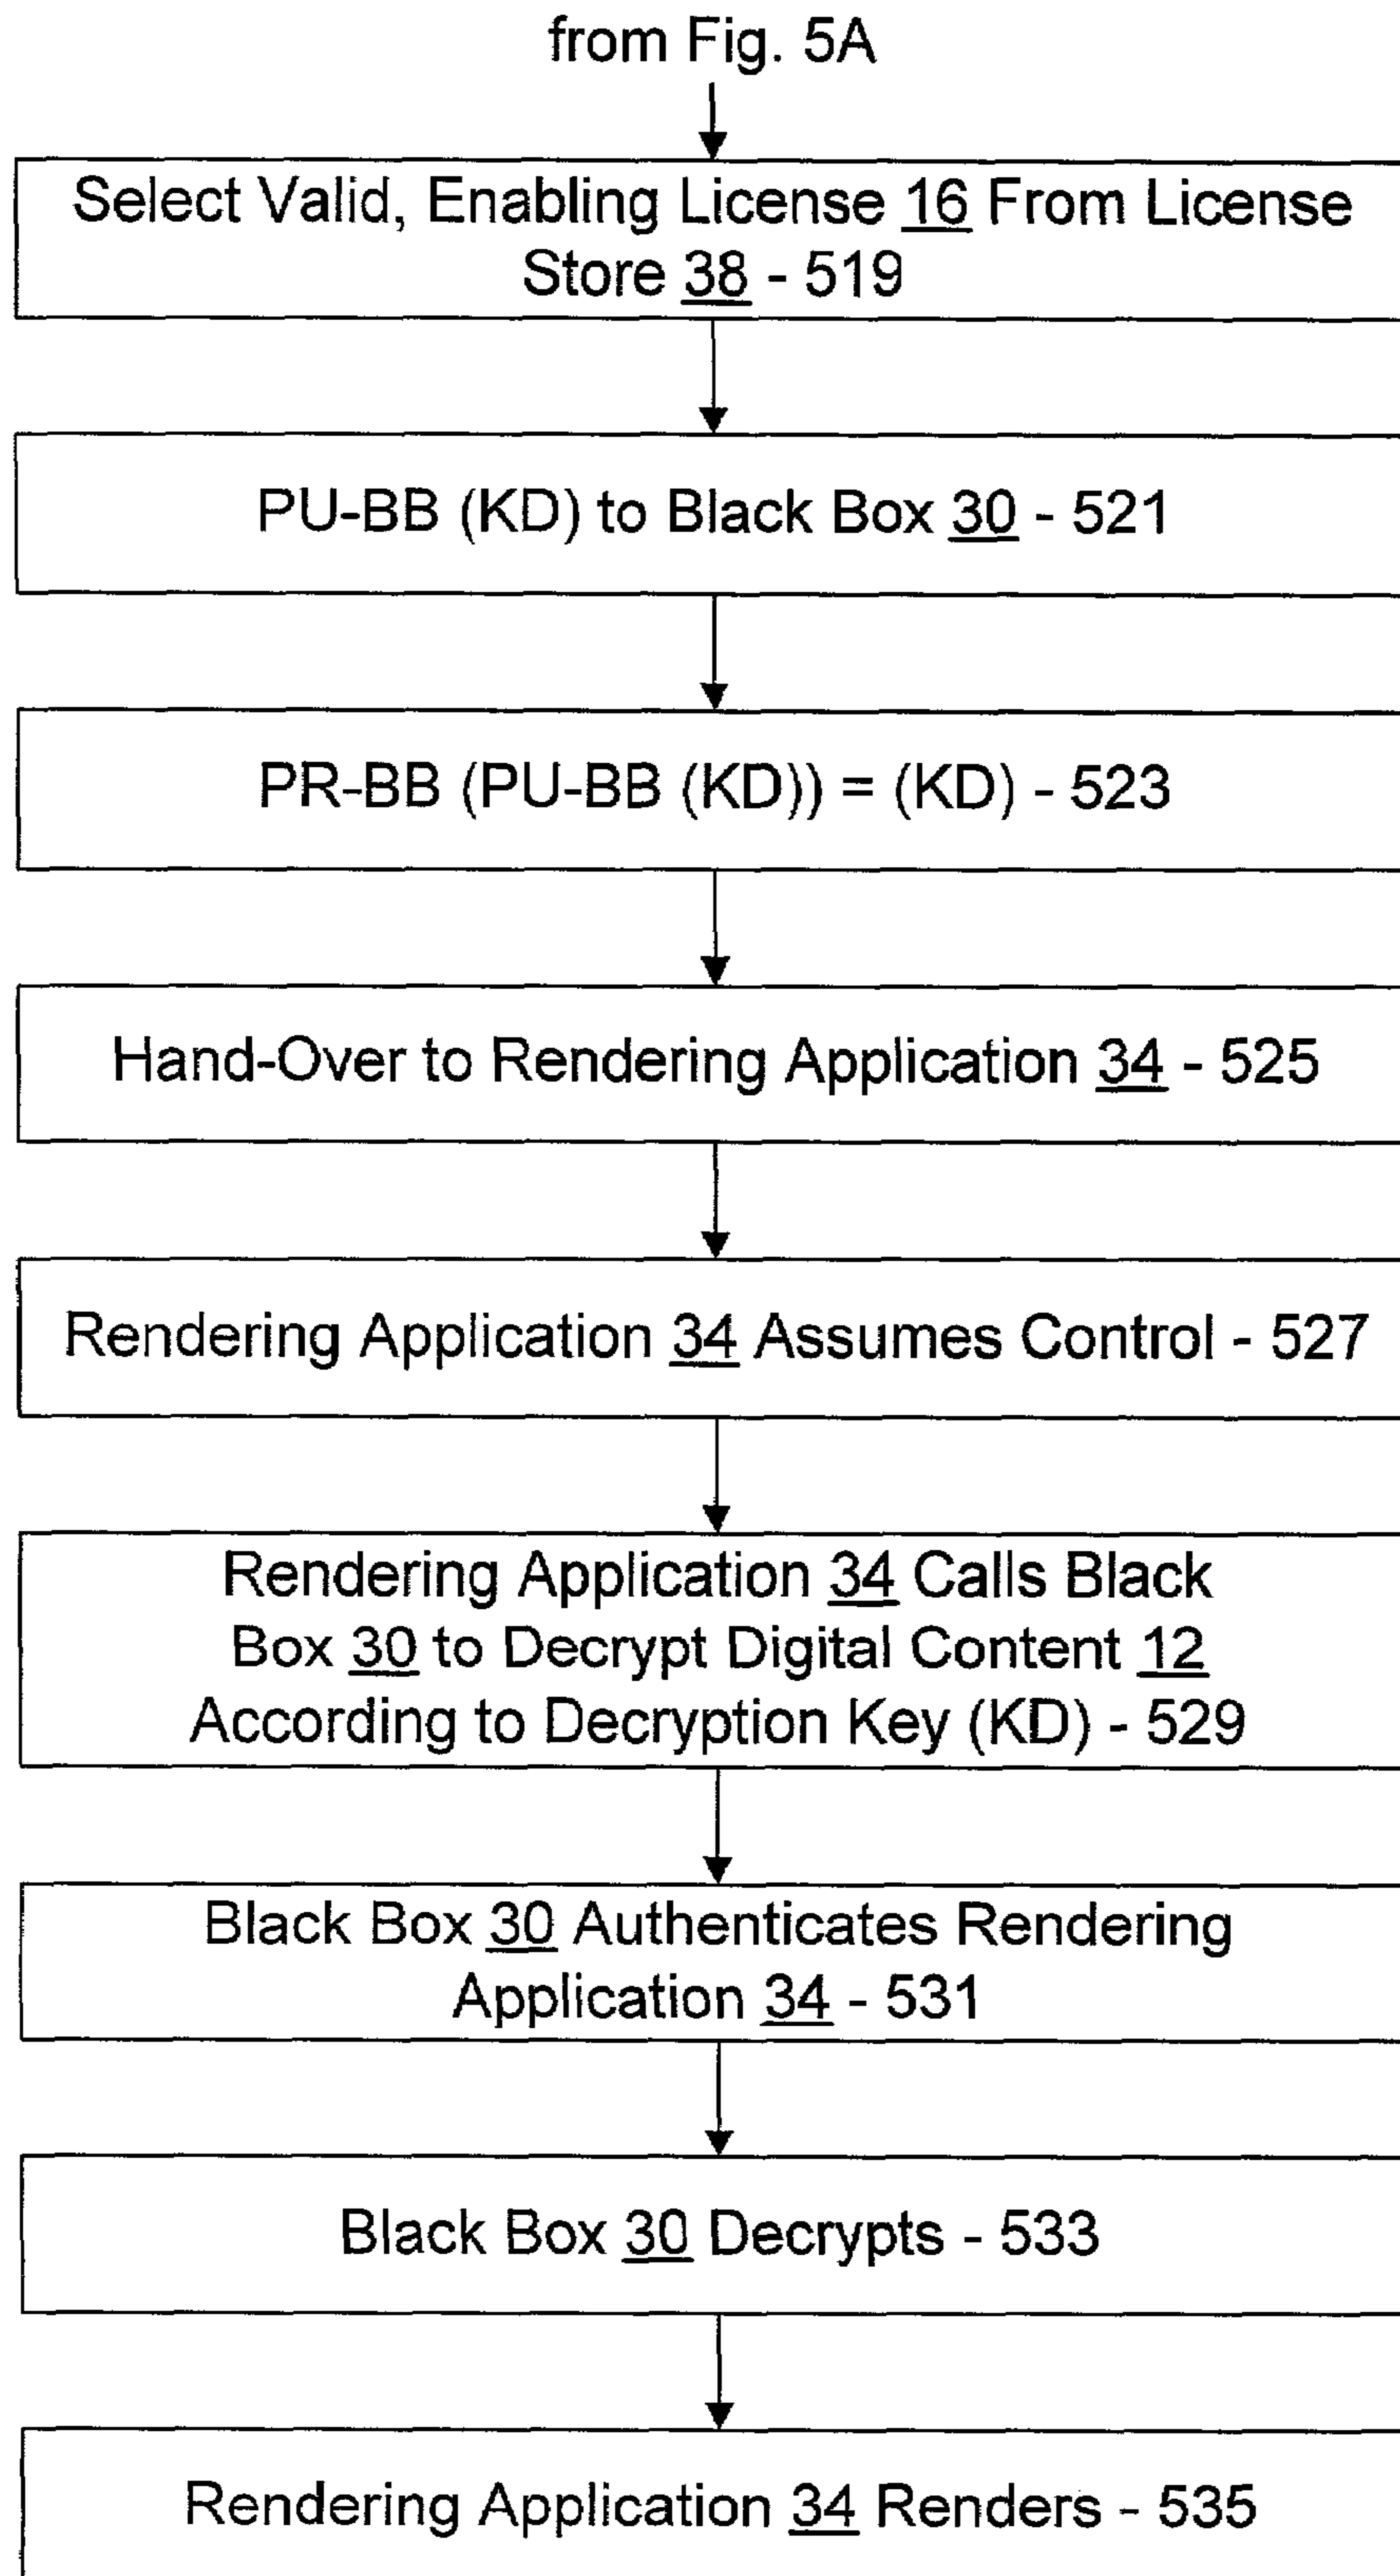 from Fig. 5A
Select Valid, Enabling License 16 From License
Store 38 - 519
PU-BB (KD) to Black Box 30 - 521
PR-BB (PU-BB (KD)) = (KD) - 523
Hand-Over to Rendering Application 34 - 525
Rendering Application 34 Assumes Control - 527
Rendering Application 34 Calls Black
Box 30 to Decrypt Digital Content 12
According to Decryption Key (KD) - 529
Black Box 30 Authenticates Rendering
Application 34 - 531
Black Box 30 Decrypts - 533
Rendering Application 34 Renders - 535